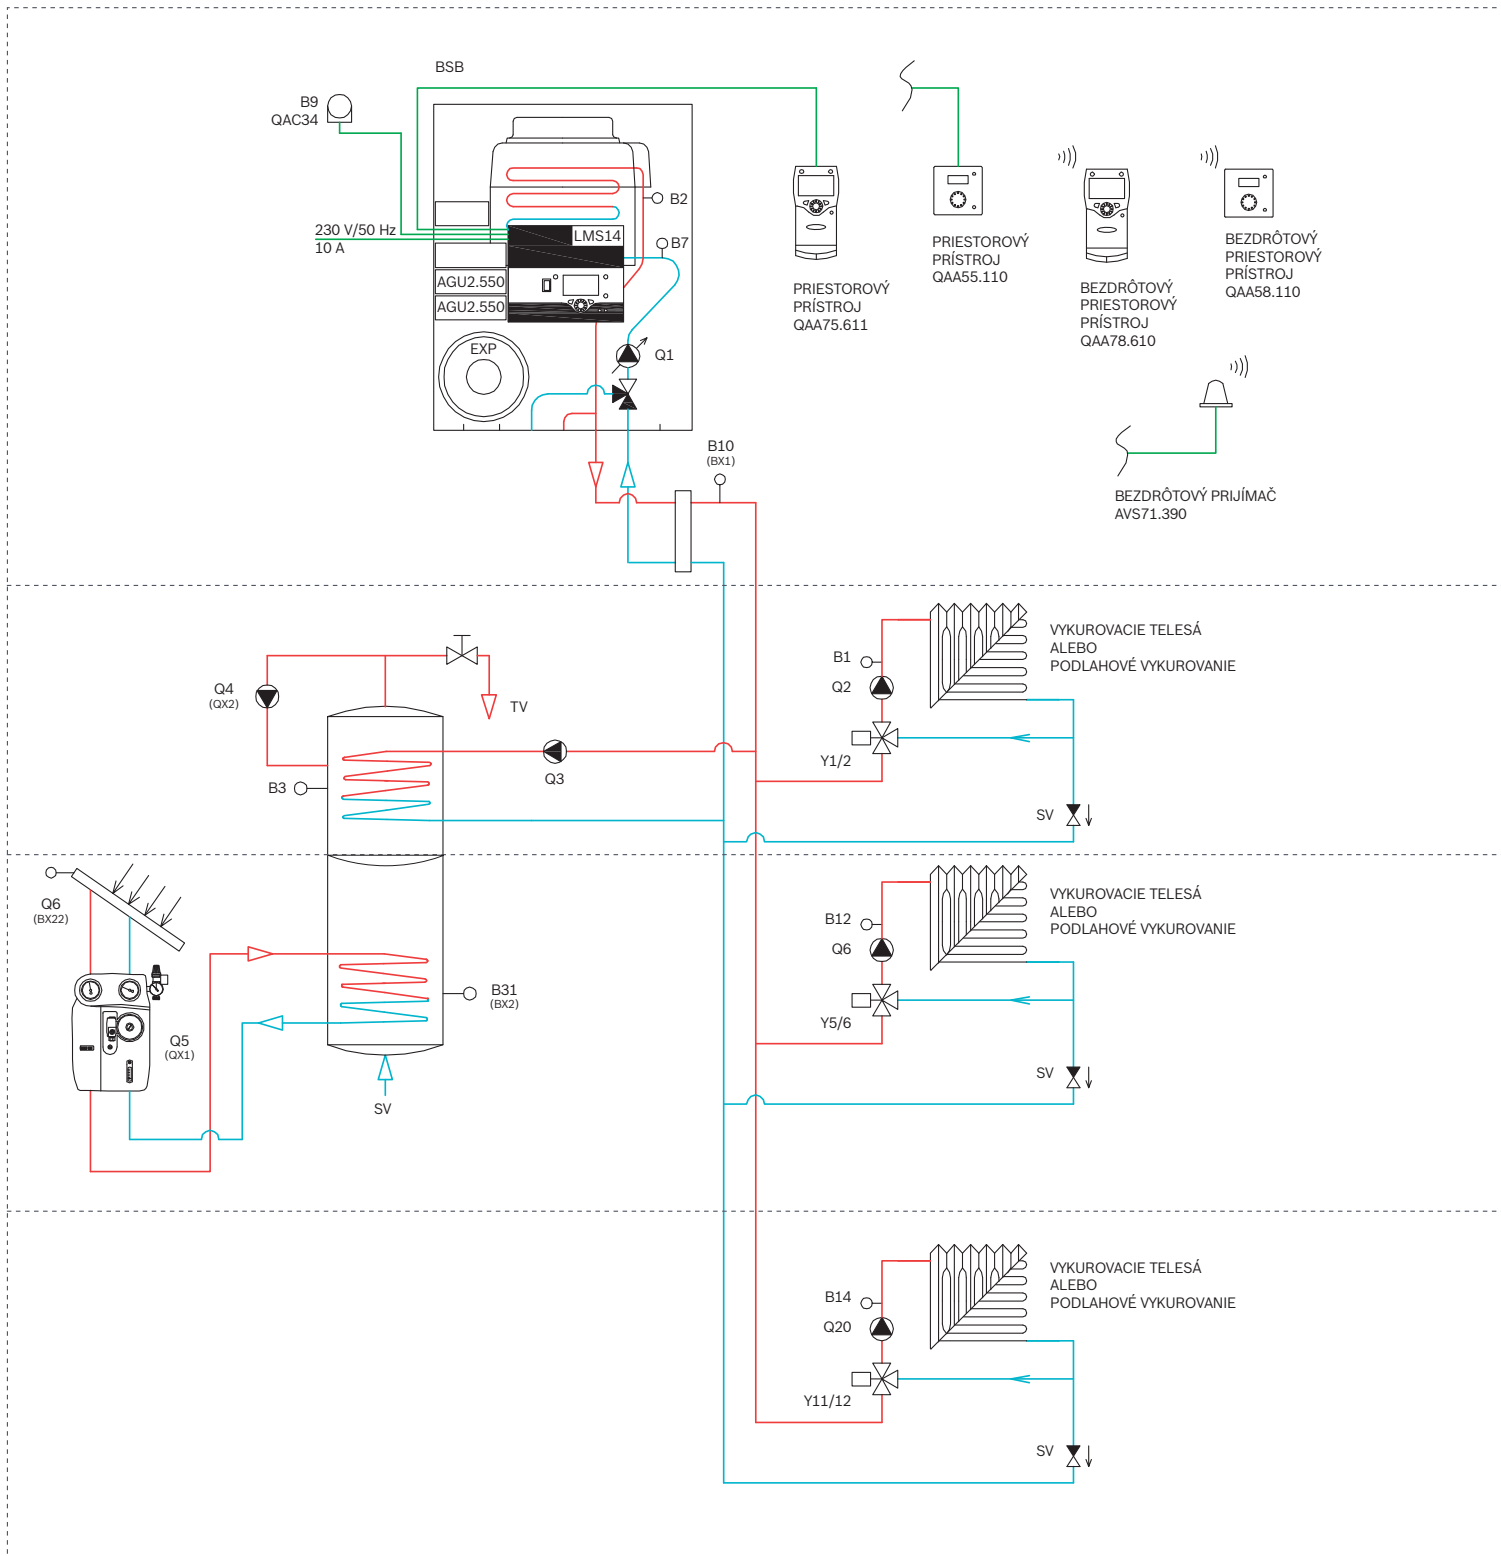 BSB
B9
QAC34
B2
230 V/50 Hz
10 A
LMS14
B7
AGU2.550
AGU2.550
EXP
Q1
PRIESTOROVÝ
PRÍSTROJ
QAA75.611
PRIESTOROVÝ
PRÍSTROJ
QAA55.110
BEZDRÔTOVÝ
PRIESTOROVÝ
PRÍSTROJ
QAA78.610
BEZDRÔTOVÝ
PRIESTOROVÝ
PRÍSTROJ
QAA58.110
BEZDRÔTOVÝ PRIJÍMAČ
AVS71.390
B10
(BX1)
Q4
(QX2)
TV
B3
Q3
B1
Q2
Y1/2
VYKUROVACIE TELESÁ
ALEBO
PODLAHOVÉ VYKUROVANIE
SV
Q6
(BX22)
Q5
(QX1)
B31
(BX2)
SV
B12
Q6
Y5/6
VYKUROVACIE TELESÁ
ALEBO
PODLAHOVÉ VYKUROVANIE
SV
B14
Q20
Y11/12
VYKUROVACIE TELESÁ
ALEBO
PODLAHOVÉ VYKUROVANIE
SV